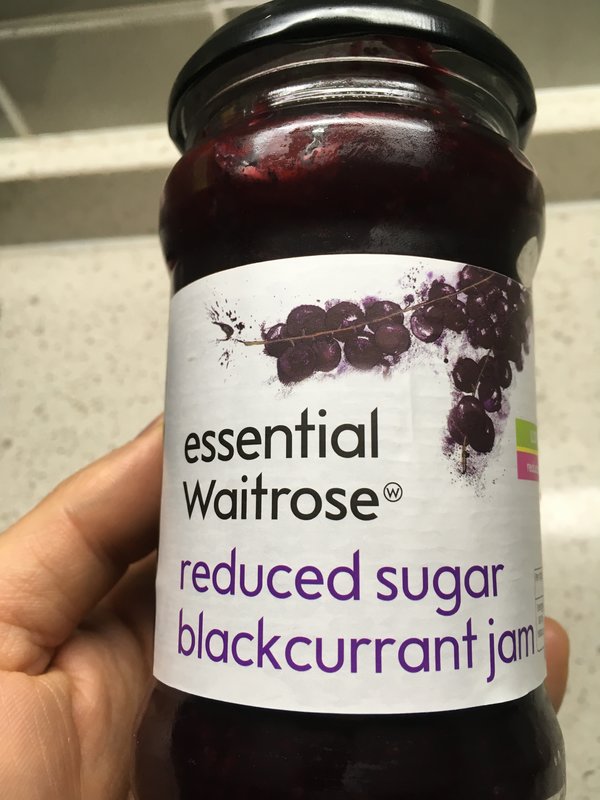 essential
Waitrose
reduced sugar
blackcurrant jam